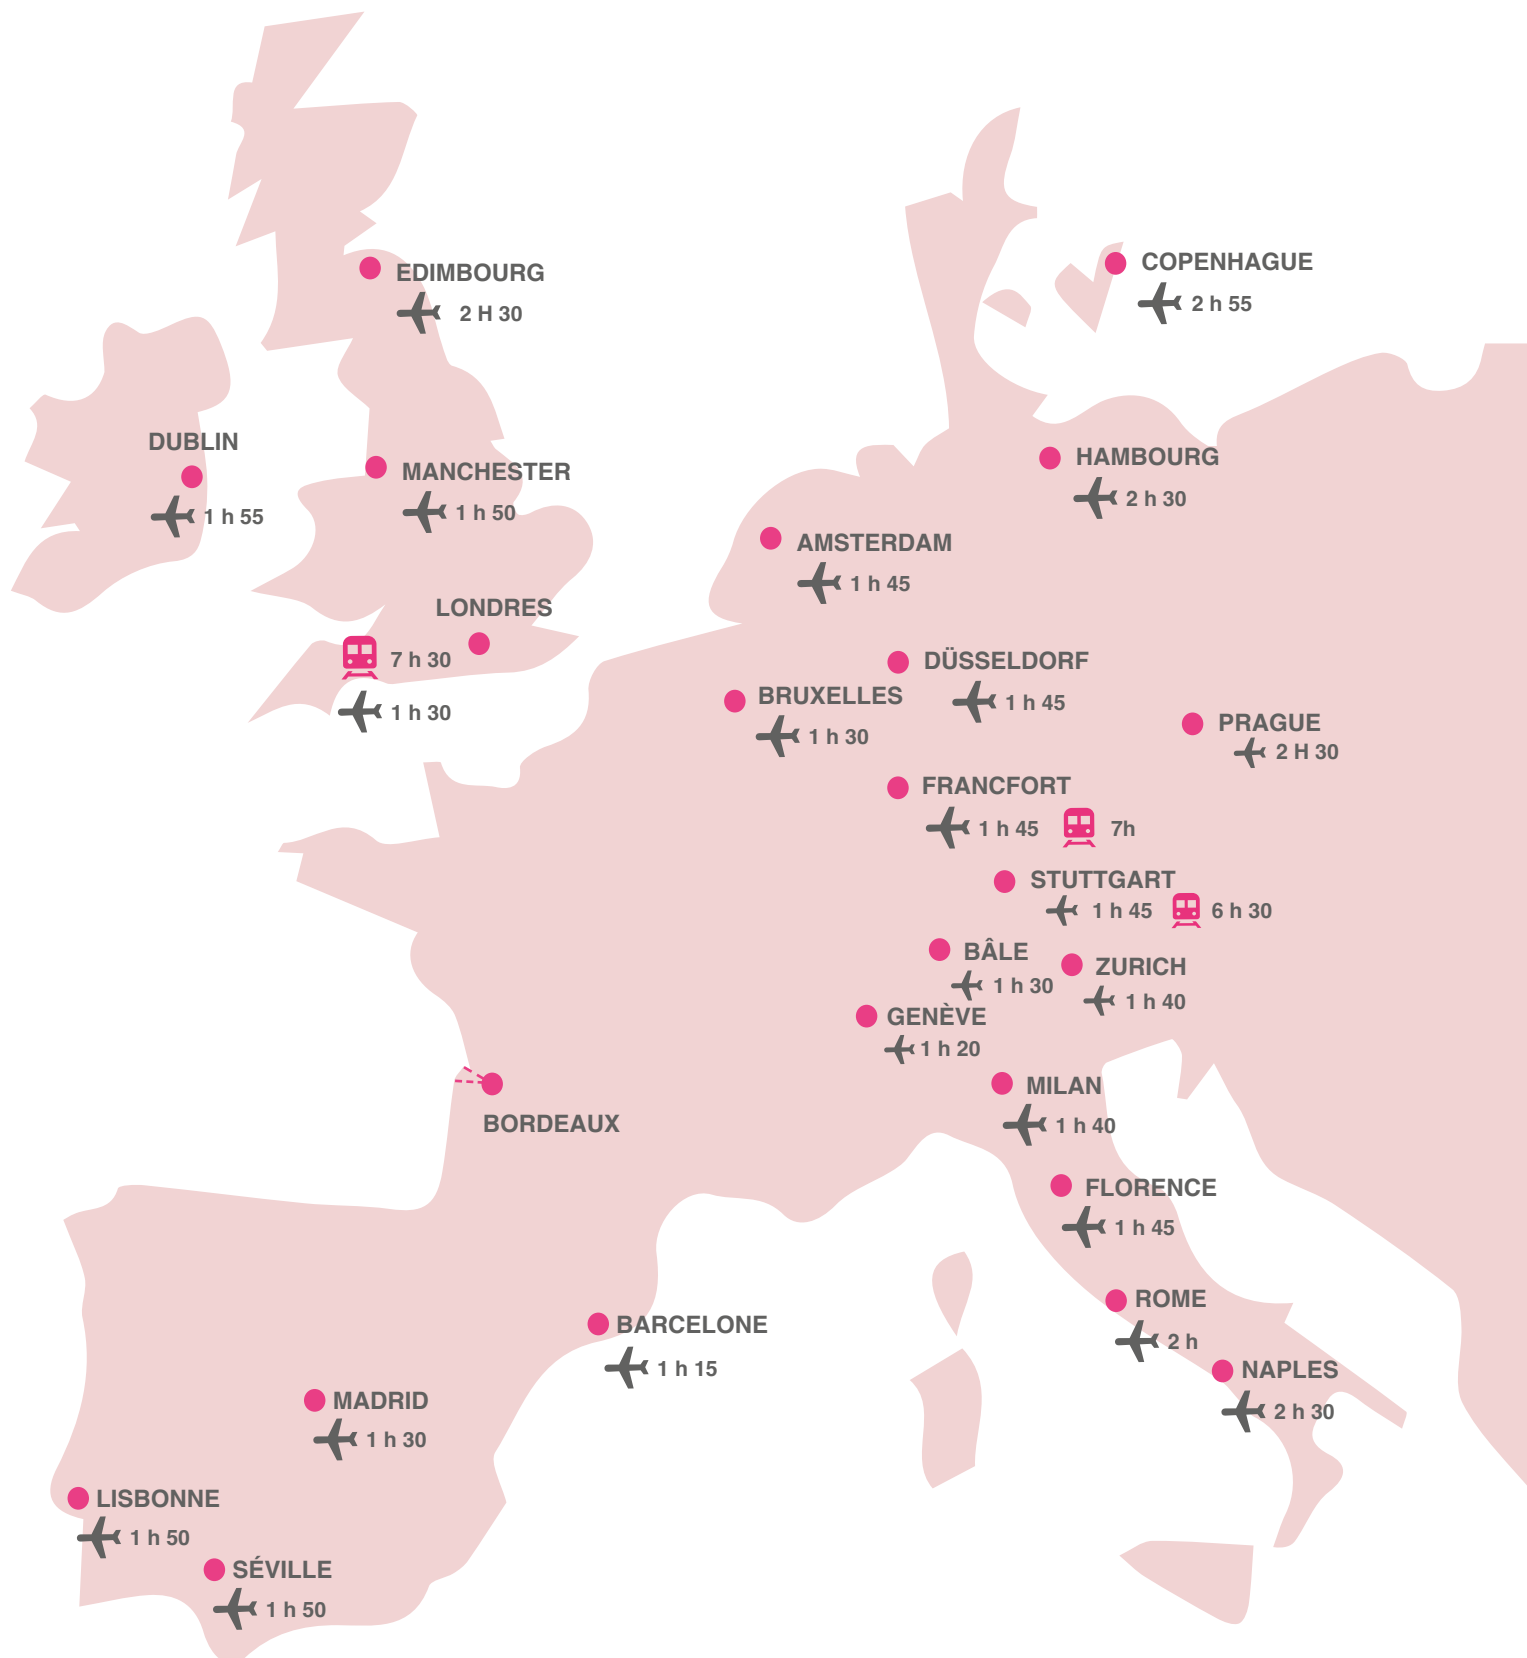 COPENHAGUE
2 h 55
EDIMBOURG
2 H 30
DUBLIN
1 h 55
MANCHESTER
1 h 50
HAMBOURG
2 h 30
AMSTERDAM
1 h 45
LONDRES
7 h 30
1 h 30
DÜSSELDORF
1 h 45
BRUXELLES
1 h 30
PRAGUE
2 H 30
FRANCFORT
1 h 45 7h
STUTTGART
1 h 45 6 h 30
BÂLE
1 h 30
ZURICH
1 h 40
GENÈVE
1 h 20
MILAN
1 h 40
BORDEAUX
FLORENCE
1 h 45
ROME
2 h
BARCELONE
1 h 15
NAPLES
2 h 30
MADRID
1 h 30
LISBONNE
1 h 50
SÉVILLE
1 h 50